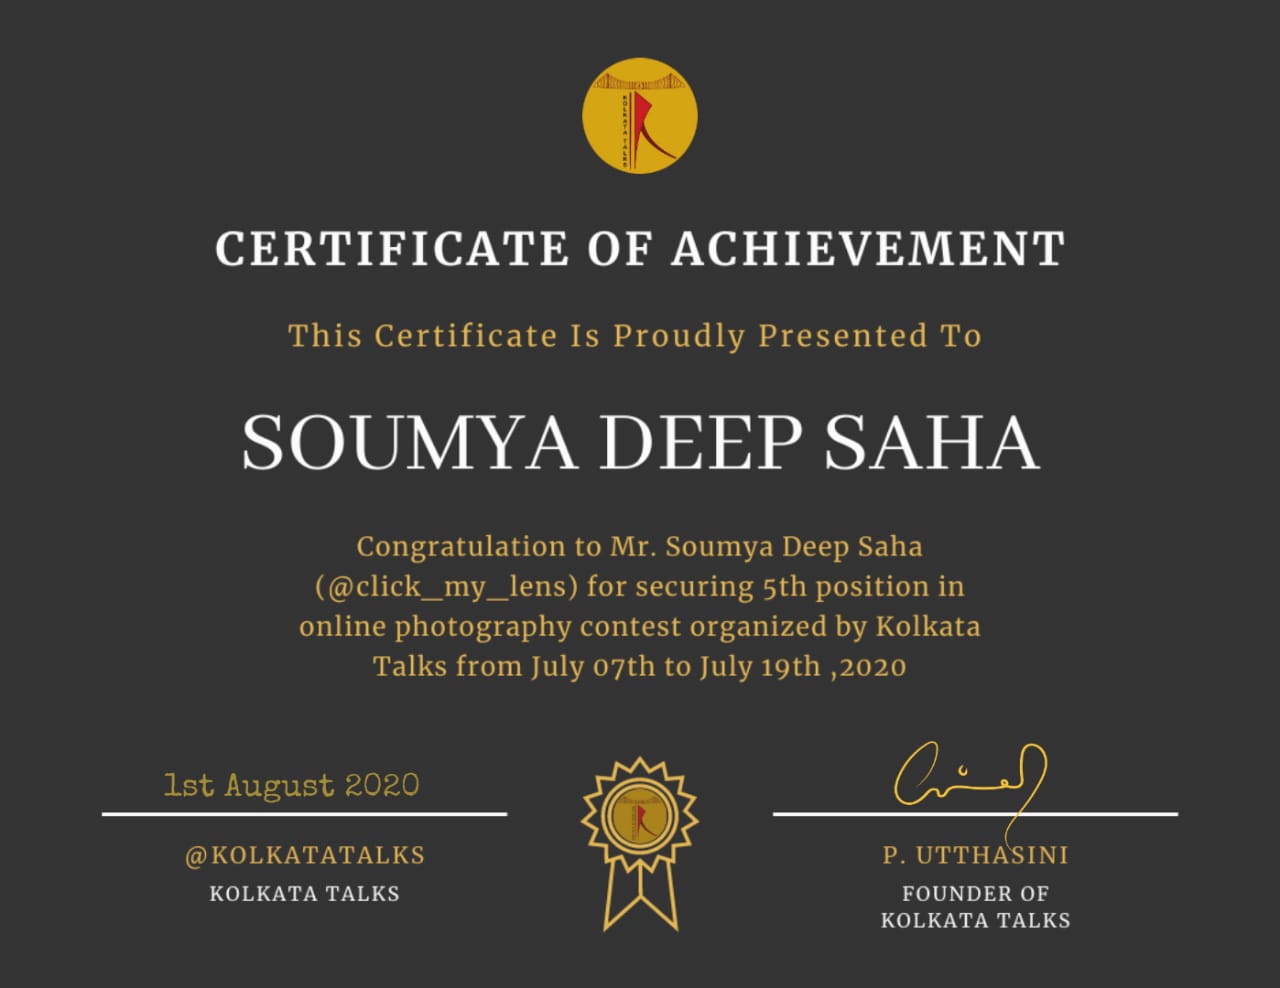 KOLKATA TALKS
CERTIFICATE OF ACHIEVEMENT
This Certificate Is Proudly Presented To
SOUMYA DEEP SAHA
Congratulation to Mr. Soumya Deep Saha
(@click_my_lens) for securing 5th position in
online photography contest organized by Kolkata
Talks from July 07th to July 19th ,2020
1st August 2020
@KOLKATATALKS
KOLKATA TALKS
P. UTTHASINI
FOUNDER OF
KOLKATA TALKS